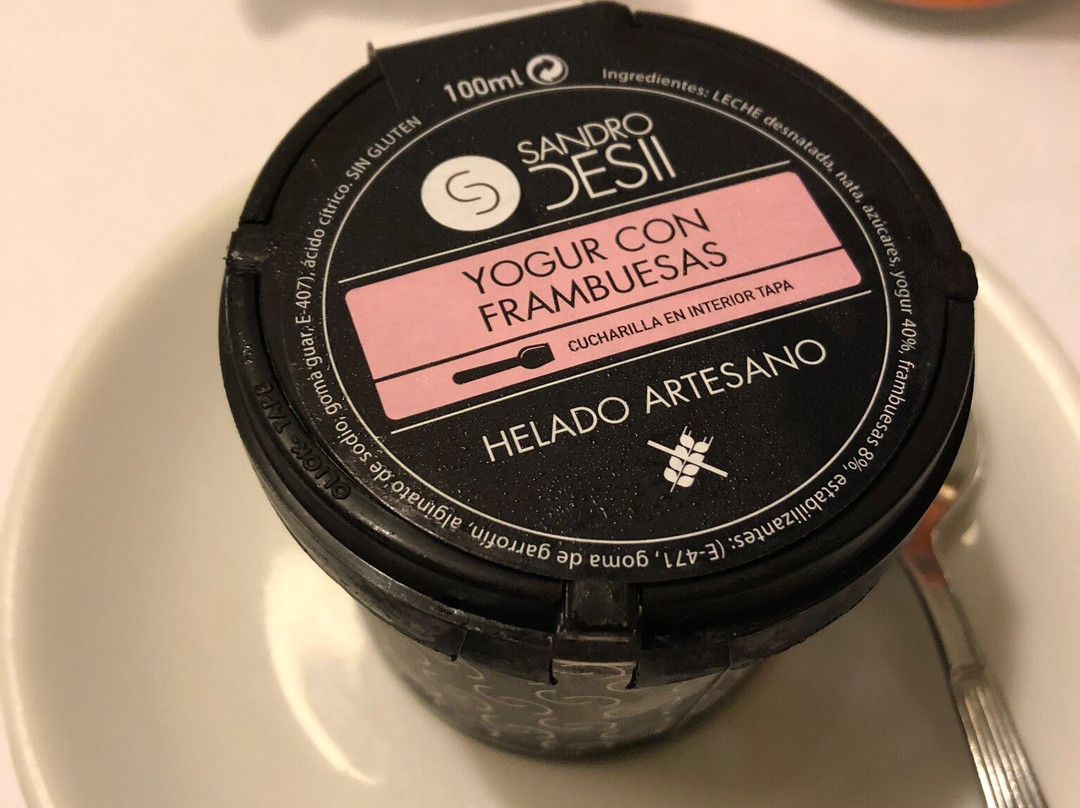 100ml
Ingredientes: LECHE desnatada, nata, azúcares, yogur 40%, frambuesas 8%, estabilizantes: (E-471, goma de garrofín, alginato de sodio, goma guar, E-407), ácido cítrico. SIN GLUTEN
SANDRO
DESII
YOGUR CON
FRAMBUESAS
CUCHARILLA EN INTERIOR TAPA
HELADO ARTESANO